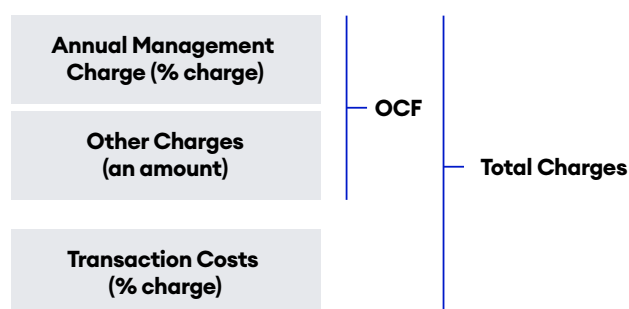 Annual Management
Charge (% charge)
OCF
Other Charges
(an amount)
Total Charges
Transaction Costs
(% charge)